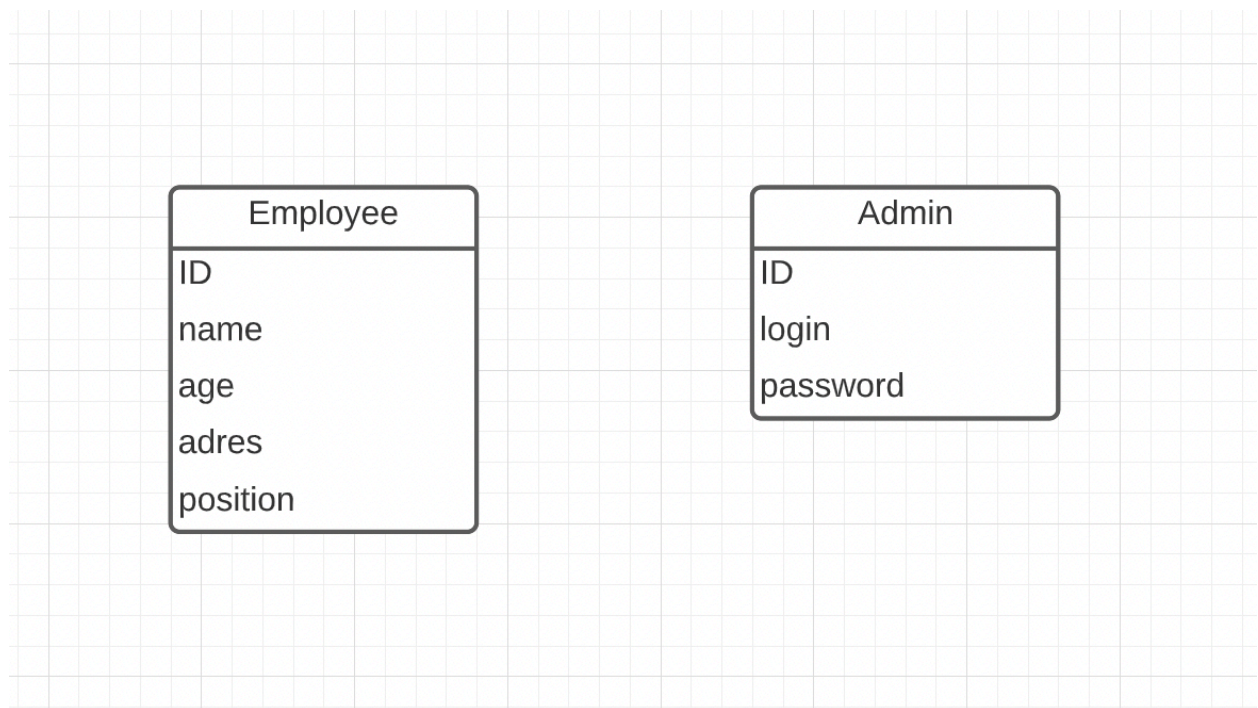 Employee
ID
name
age
adres
position
Admin
ID
login
password